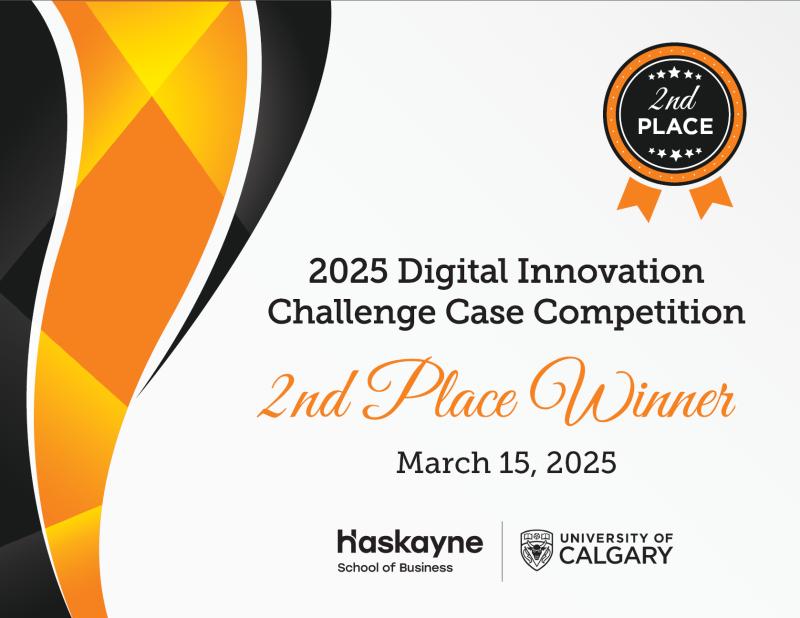 2nd
PLACE
2025 Digital Innovation
Challenge Case Competition
2nd Place Winner
March 15, 2025
Haskayne
School of Business
UNIVERSITY OF
CALGARY